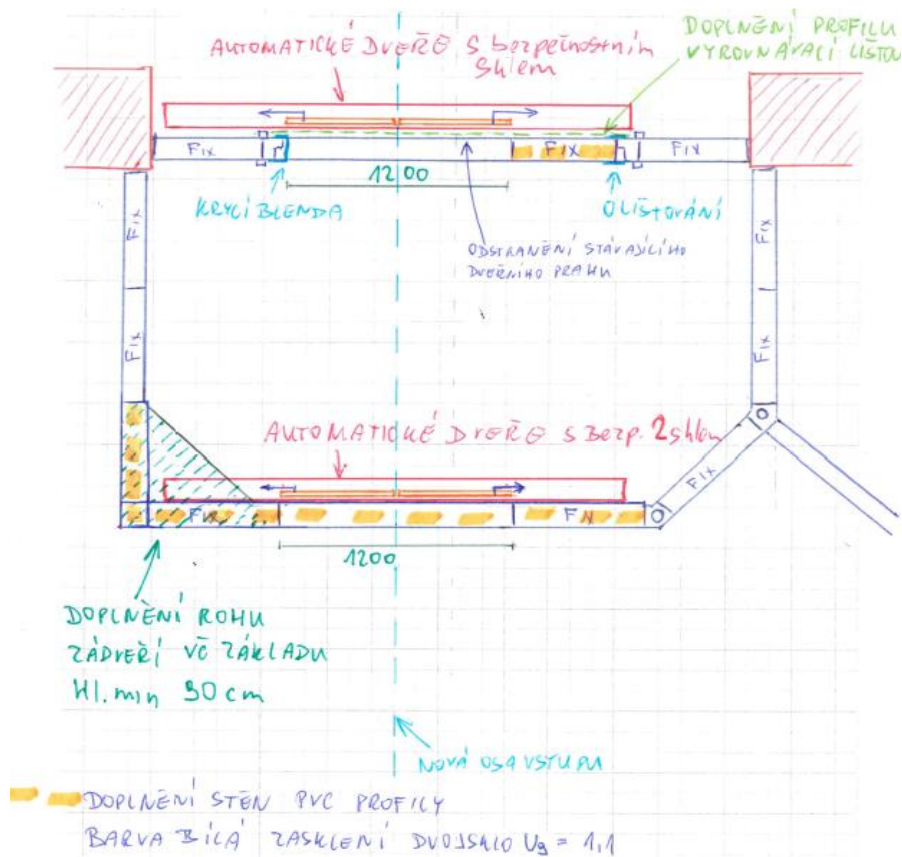 DOPLNĚNÍ PROFILU
VYROVNÁVACÍ LIŠTOU
AUTOMATICKÉ DVEŘE S bezpečnostním
Sklem
FIX
FIX
FIX
1200
KRYCÍ BLENDA
OLIŠTOVÁNÍ
ODSTRANĚNÍ STÁVAJÍCÍHO
DVEŘNÍHO PRAHU
FIX
FIX
FIX
FIX
AUTOMATICKÉ DVEŘE S Bezp. 2sklem
FIX
FIX
FIX
1200
DOPLNĚNÍ ROHU
ZÁDVEŘÍ VČ ZÁKLADU
Hl. min 90 cm
NOVÁ OSA VSTUPU
DOPLNĚNÍ STĚN PVC PROFILY
BARVA BÍLÁ ZASKLENÍ DVOJSKLO Ug = 1,1